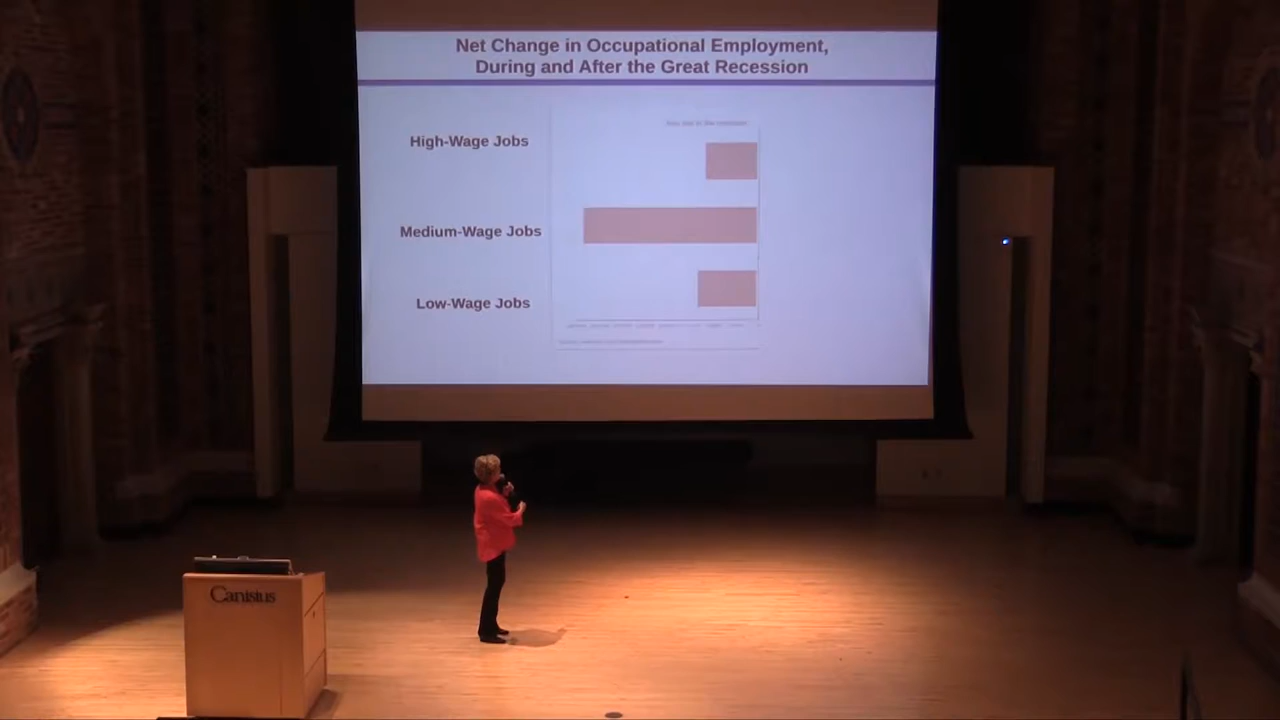 Net Change in Occupational Employment,
During and After the Great Recession
High-Wage Jobs
Medium-Wage Jobs
Low-Wage Jobs
Canisius